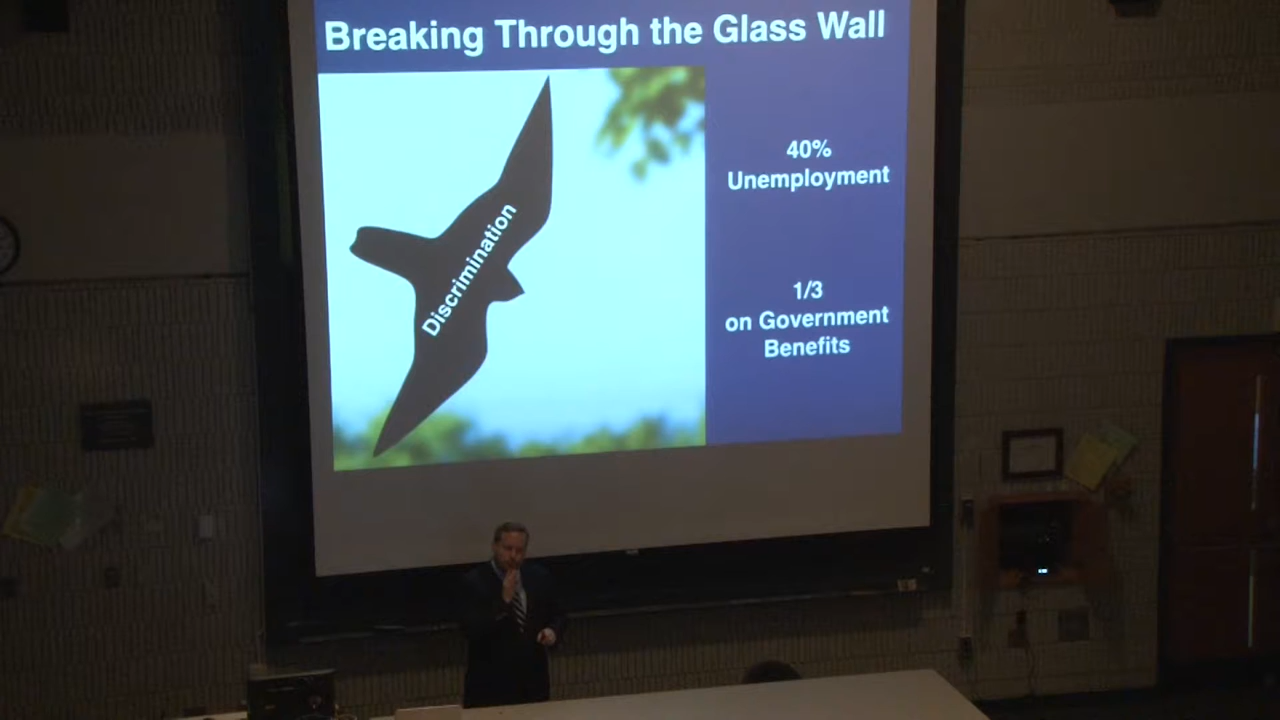 Breaking Through the Glass Wall
Discrimination
40%
Unemployment
1/3
on Government
Benefits